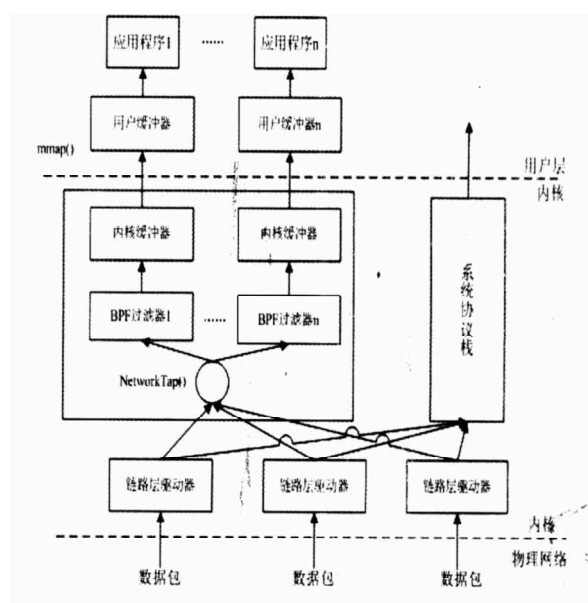 应用程序1 ...... 应用程序n
用户缓冲器 用户缓冲器n
mmap()
用户层
内核
内核缓冲器 内核缓冲器
系统协议栈
BPF过滤器1 ...... BPF过滤器n
NetworkTap()
链路层驱动器 链路层驱动器 链路层驱动器
内核
物理网络
数据包 数据包 数据包